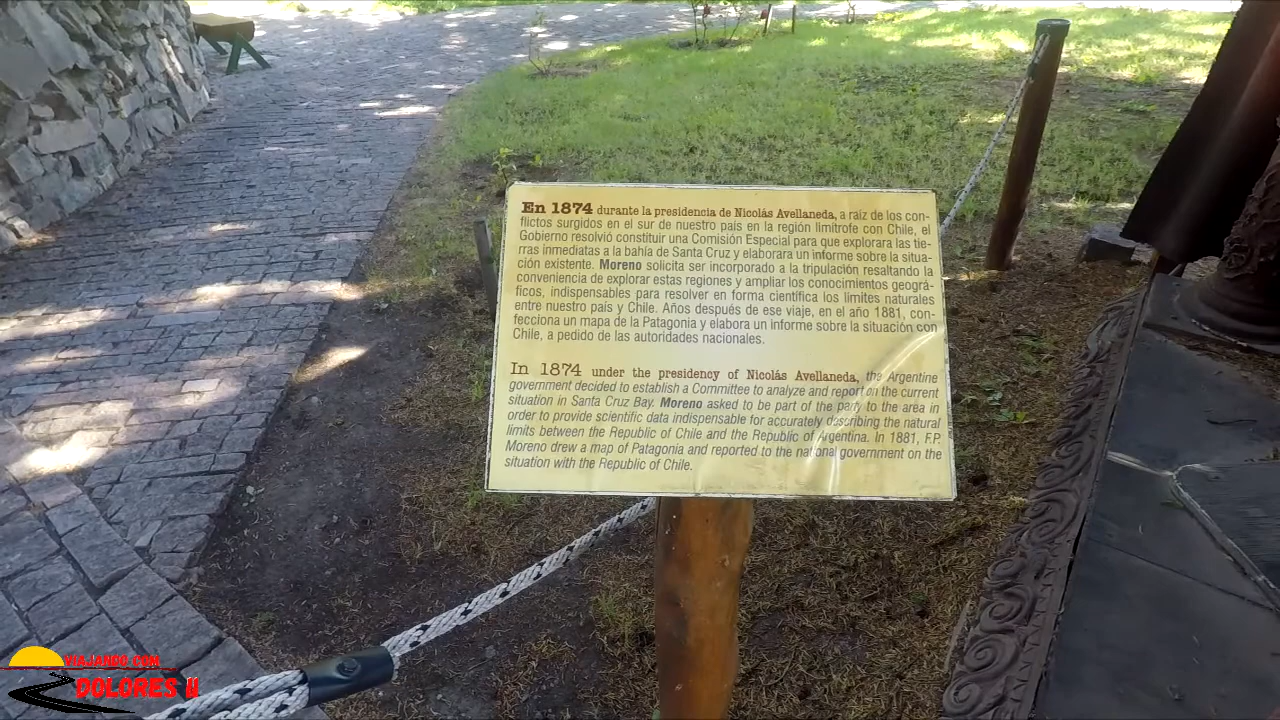 En 1874 durante la presidencia de Nicolás Avellaneda, a raíz de los con-
flictos surgidos en el sur de nuestro país en la región limítrofe con Chile, el
Gobierno resolvió constituir una Comisión Especial para que explorara las tie-
rras inmediatas a la bahía de Santa Cruz y elaborara un informe sobre la situa-
ción existente. Moreno solicita ser incorporado a la tripulación resaltando la
conveniencia de explorar estas regiones y ampliar los conocimientos geográ-
ficos, indispensables para resolver en forma científica los límites naturales
entre nuestro país y Chile. Años después de ese viaje, en el año 1881, con-
fecciona un mapa de la Patagonia y elabora un informe sobre la situación con
Chile, a pedido de las autoridades nacionales.
In 1874 under the presidency of Nicolás Avellaneda, the Argentine
government decided to establish a Committee to analyze and report on the current
situation in Santa Cruz Bay. Moreno asked to be part of the party to the area in
order to provide scientific data indispensable for accurately describing the natural
limits between the Republic of Chile and the Republic of Argentina. In 1881, F.P.
Moreno drew a map of Patagonia and reported to the national government on the
situation with the Republic of Chile.
VIAJANDO COM
DOLORES U